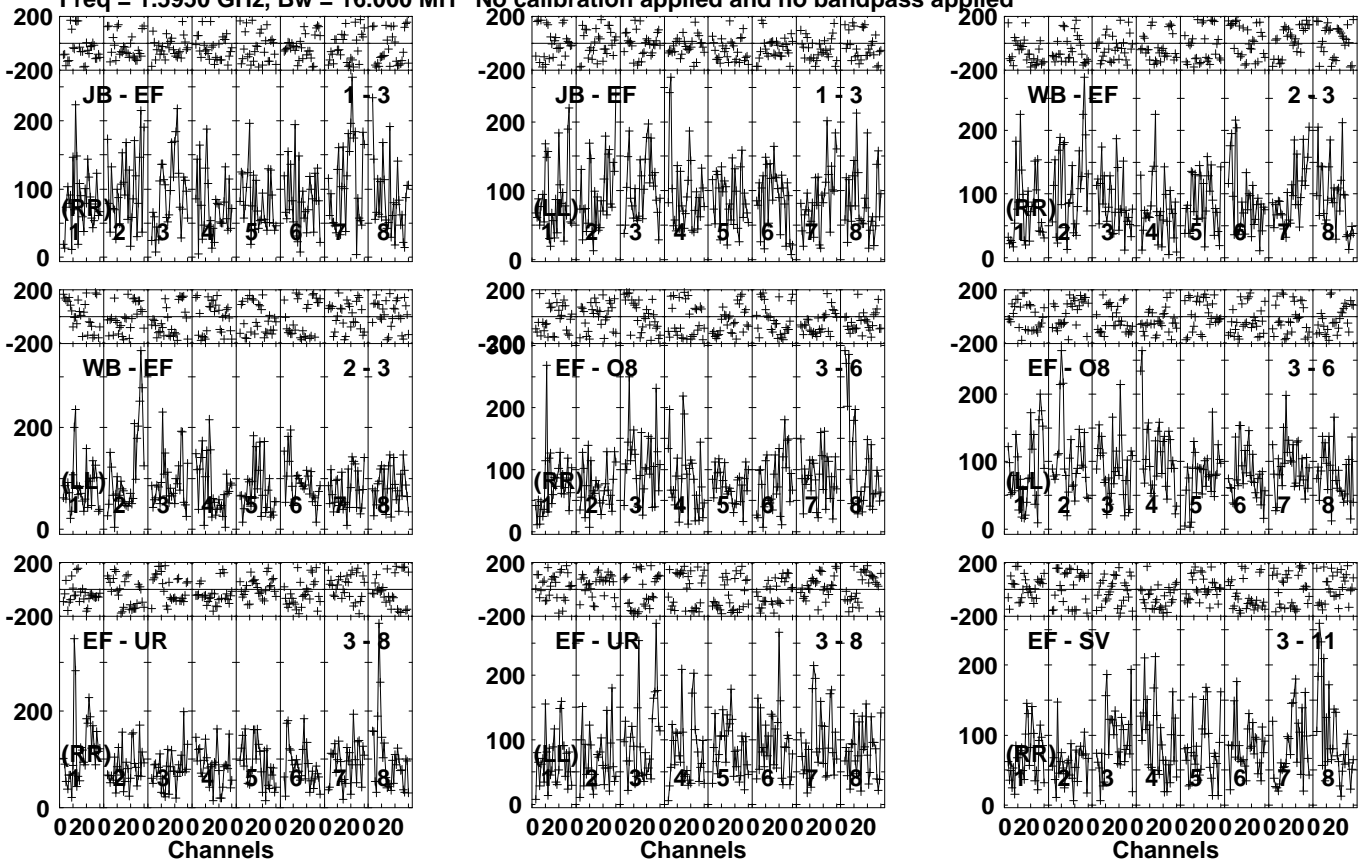 Freq = 1.5950 GHz, Bw = 16.000 MH No calibration applied and no bandpass applied
200 200 200
-200 -200 -200
JB - EF 1 - 3 JB - EF 1 - 3 WB - EF 2 - 3
200 200 200
100 100 100
(RR) (LL) (RR)
1 2 3 4 5 6 7 8 1 2 3 4 5 6 7 8 1 2 3 4 5 6 7 8
0 0 0
200 200 200
-200 -200 -200
300
WB - EF 2 - 3 EF - O8 3 - 6 EF - O8 3 - 6
200 200 200
100 100
(LL) (RR) (LL)
1 2 3 4 5 6 7 8 1 2 3 4 5 6 7 8 1 2 3 4 5 6 7 8
0 0 0
200 200 200
-200 -200 -200
EF - UR 3 - 8 EF - UR 3 - 8 EF - SV 3 - 11
200 200 200
100 100
(RR) (LL) (RR)
1 2 3 4 5 6 7 8 1 2 3 4 5 6 7 8 1 2 3 4 5 6 7 8
0 0 0
0 20 0 20 0 20 0 20 0 20 0 20 0 20 0 20 0 20 0 20 0 20 0 20 0 20 0 20 0 20 0 20 0 20 0 20 0 20 0 20 0 20 0 20 0 20 0 20
Channels Channels Channels